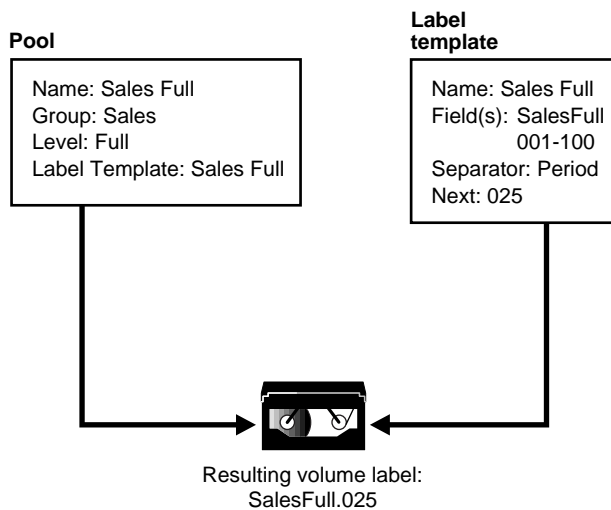 Pool
Name: Sales Full
Group: Sales
Level: Full
Label Template: Sales Full
Label
template
Name: Sales Full
Field(s): SalesFull
001-100
Separator: Period
Next: 025
Resulting volume label:
SalesFull.025